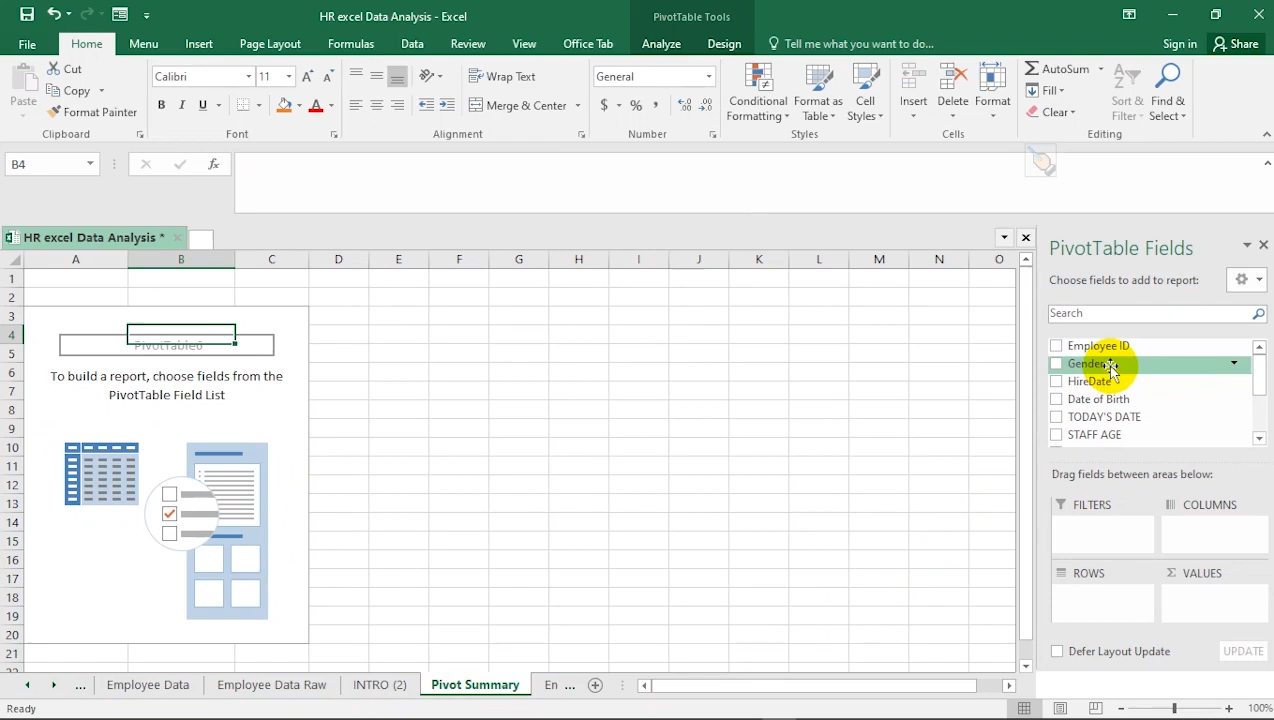 HR excel Data Analysis - Excel
PivotTable Tools
File Home Menu Insert Page Layout Formulas Data Review View Office Tab Analyze Design Tell me what you want to do... Sign in Share
Paste
Cut
Copy
Format Painter
Clipboard
Calibri 11
B I U
Font
Wrap Text
Merge & Center
Alignment
General
$ % ,
Number
Conditional Formatting
Format as Table
Cell Styles
Styles
Insert Delete Format
Cells
AutoSum
Fill
Clear
Sort & Filter
Find & Select
Editing
B4
fx
HR excel Data Analysis *
A B C D E F G H I J K L M N O
1
2
3
4
5
6
7
8
9
10
11
12
13
14
15
16
17
18
19
20
21
22
PivotTable6
To build a report, choose fields from the
PivotTable Field List
PivotTable Fields
Choose fields to add to report:
Search
Employee ID
Gender
HireDate
Date of Birth
TODAY'S DATE
STAFF AGE
Drag fields between areas below:
FILTERS COLUMNS
ROWS Σ VALUES
Defer Layout Update UPDATE
... Employee Data Employee Data Raw INTRO (2) Pivot Summary En ...
Ready
100%